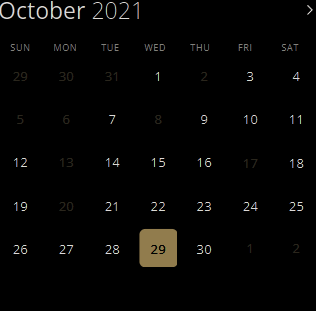 October 2021
SUN MON TUE WED THU FRI SAT
29 30 31 1 2 3 4
5 6 7 8 9 10 11
12 13 14 15 16 17 18
19 20 21 22 23 24 25
26 27 28 29 30 1 2